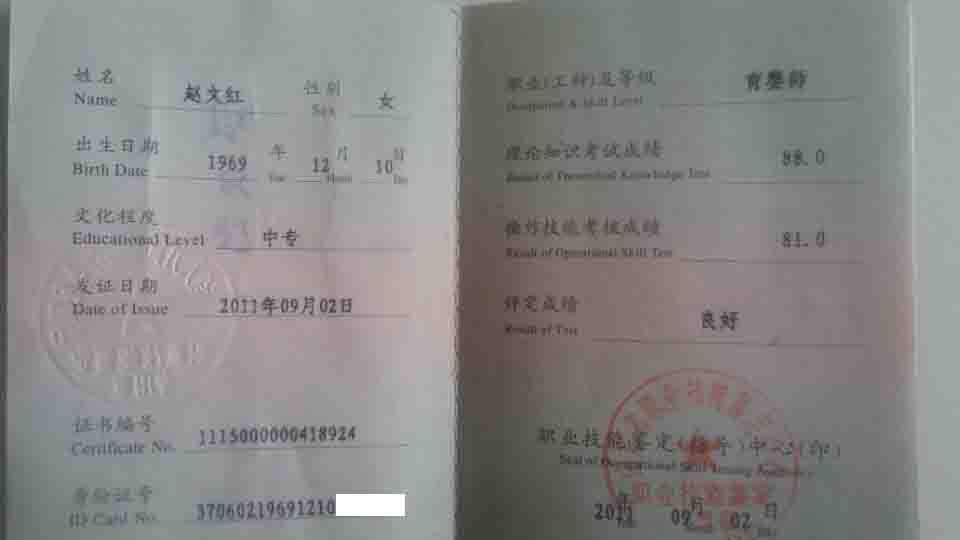 姓名 赵文红 性别 女
Name Sex
出生日期 1969 年 12 月 10 日
Birth Date
文化程度
Educational Level 中专
发证日期
Date of Issue 2011年09月02日
证书编号
Certificate No. 1115000000418924
身份证号
ID Card No. 37060219691210
职业(工种)及等级 育婴师
Occupation & Skill Level
理论知识考试成绩 88.0
Result of Theoretical Knowledge Test
操作技能考核成绩 81.0
Result of Operational Skill Test
评定成绩 良好
Result of Test
职业技能鉴定(指导)中心(印)
Seal of Occupational Skill Testing Authority
2011 年 09 月 02 日